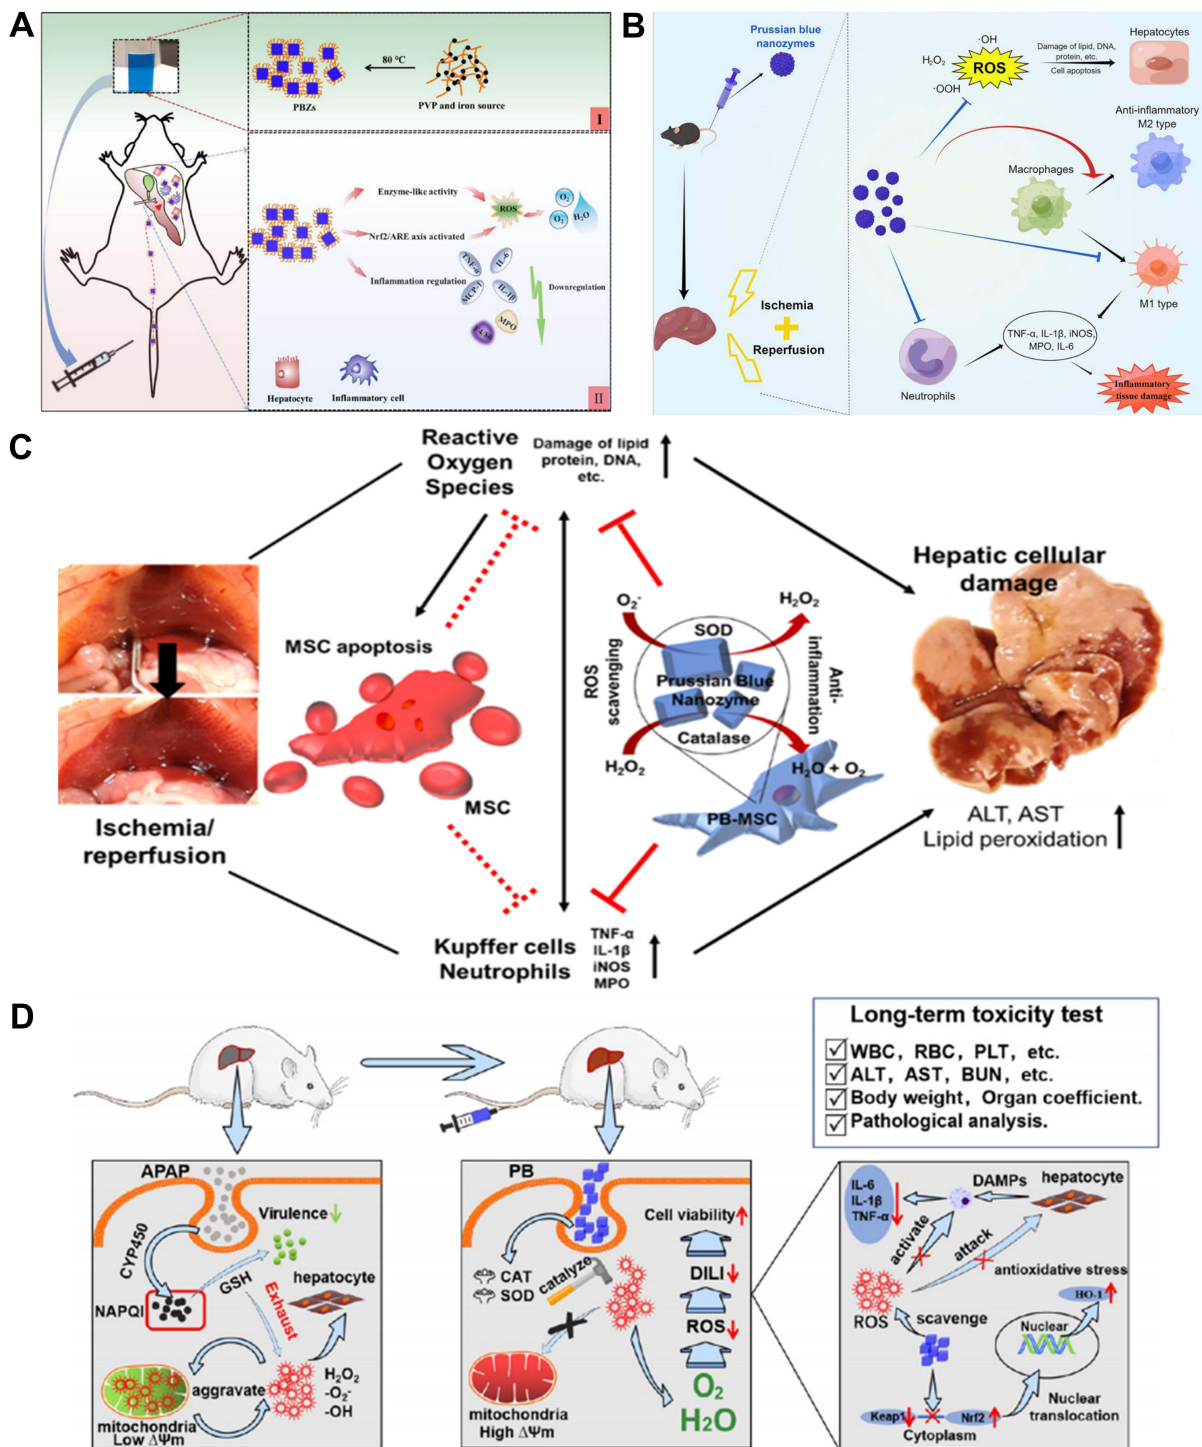 A
80 °C
PBZs
PVP and iron source
I
Enzyme-like activity
Nrf2/ARE axis activated
Inflammation regulation
ROS
O₂
O₂
H₂O
TNF-α
IL-6
MCP-1
IL-1β
MPO
Downregulation
Hepatocyte
Inflammatory cell
II
B
Prussian blue
nanozymes
Ischemia
Reperfusion
·OH
H₂O₂
ROS
·OOH
Damage of lipid, DNA,
protein, etc.
Cell apoptosis
Hepatocytes
Anti-inflammatory
M2 type
Macrophages
M1 type
TNF-α, IL-1β, iNOS,
MPO, IL-6
Neutrophils
Inflammatory
tissue damage
C
Reactive
Oxygen
Species
Damage of lipid
protein, DNA,
etc.
Ischemia/
reperfusion
MSC apoptosis
MSC
ROS
scavenging
O₂⁻
H₂O₂
SOD
Prussian Blue
Nanozyme
Catalase
H₂O₂
H₂O + O₂
Anti-
inflammation
PB-MSC
Hepatic cellular
damage
ALT, AST
Lipid peroxidation
Kupffer cells
Neutrophils
TNF-α
IL-1β
iNOS
MPO
D
Long-term toxicity test
WBC, RBC, PLT, etc.
ALT, AST, BUN, etc.
Body weight, Organ coefficient.
Pathological analysis.
APAP
Virulence
CYP450
GSH
Exhaust
hepatocyte
NAPQI
aggravate
H₂O₂
-O₂⁻
-OH
mitochondria
Low ΔΨm
PB
Cell viability
CAT
SOD
catalyze
DILI
ROS
O₂
H₂O
mitochondria
High ΔΨm
IL-6
IL-1β
TNF-α
DAMPs
hepatocyte
activate
attack
antioxidative stress
HO-1
ROS
scavenge
Nuclear
Nuclear
translocation
Keap1
Nrf2
Cytoplasm